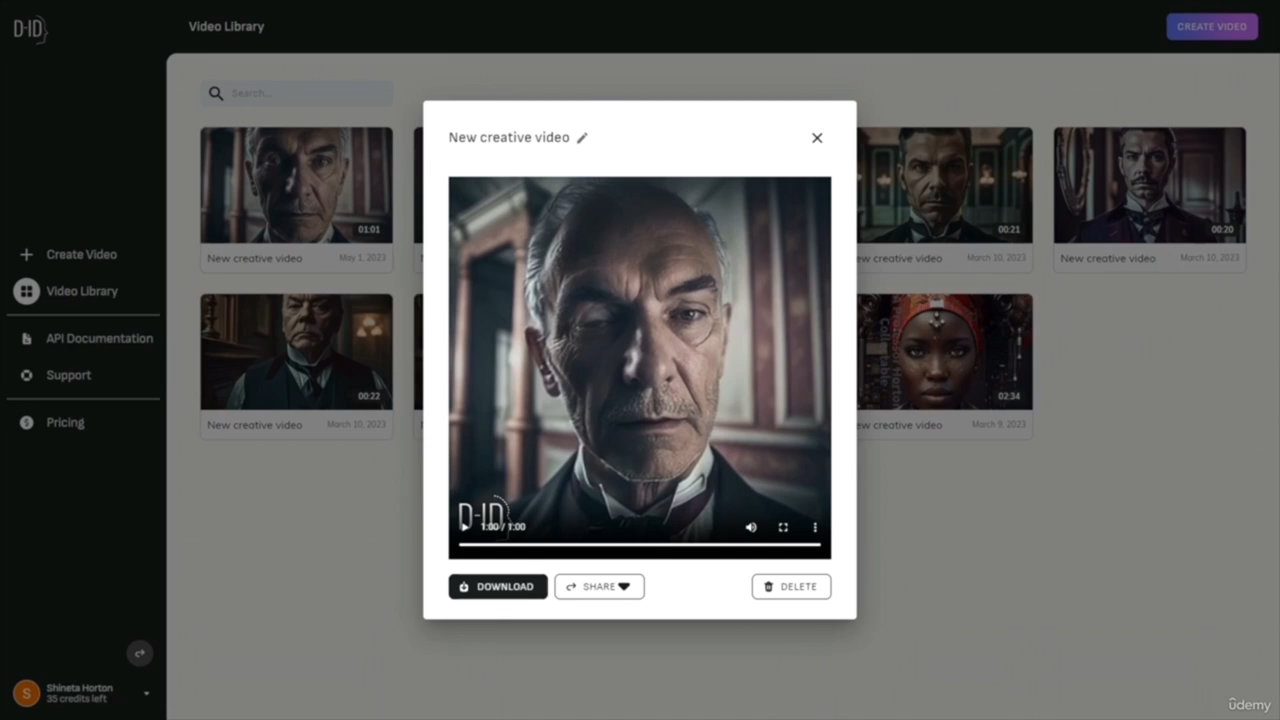 D-ID
Video Library
CREATE VIDEO
Search...
New creative video
01:01
00:21
00:20
New creative video
May 1, 2023
creative video
March 10, 2023
New creative video
March 10, 2023
Create Video
Video Library
API Documentation
Support
Pricing
00:22
02:34
New creative video
March 10, 2023
creative video
March 9, 2023
D-ID
1:00 / 1:00
DOWNLOAD
SHARE
DELETE
S
Shineta Horton
35 credits left
ûdemy